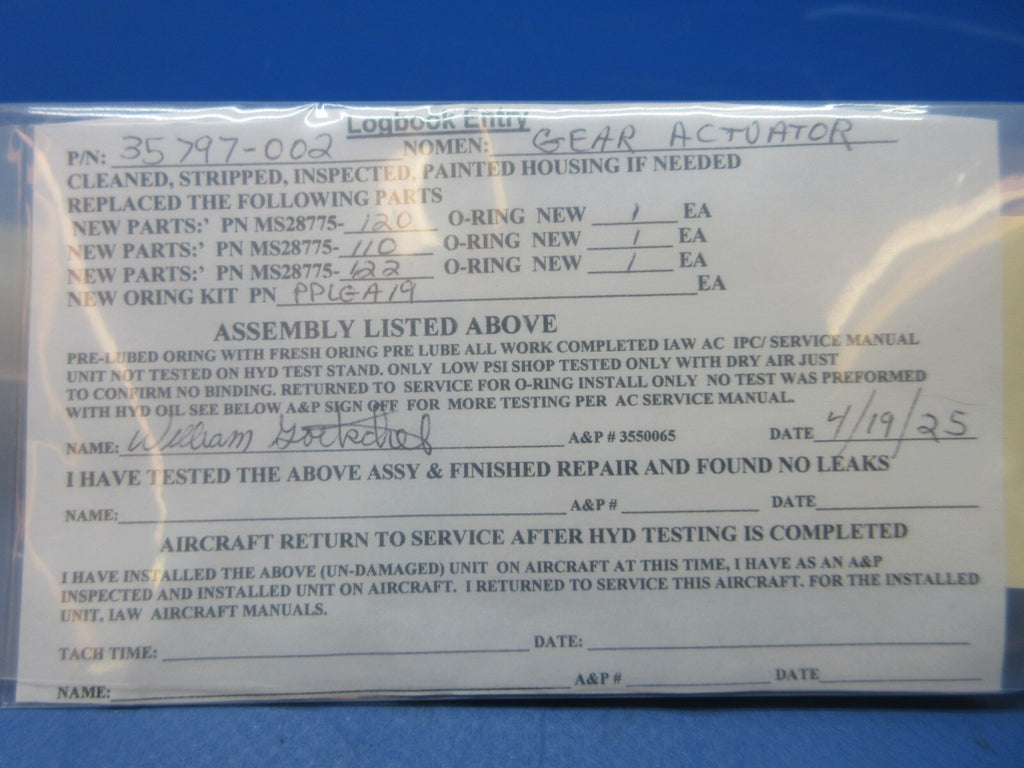 Logbook Entry
P/N: 35797-002 NOMEN: GEAR ACTUATOR
CLEANED, STRIPPED, INSPECTED, PAINTED HOUSING IF NEEDED
REPLACED THE FOLLOWING PARTS
NEW PARTS:’ PN MS28775-120 O-RING NEW 1 EA
NEW PARTS:’ PN MS28775-110 O-RING NEW 1 EA
NEW PARTS:’ PN MS28775-122 O-RING NEW 1 EA
NEW ORING KIT PN PPLGA19 EA
ASSEMBLY LISTED ABOVE
PRE-LUBED ORING WITH FRESH ORING PRE LUBE ALL WORK COMPLETED IAW AC IPC/ SERVICE MANUAL
UNIT NOT TESTED ON HYD TEST STAND. ONLY LOW PSI SHOP TESTED ONLY WITH DRY AIR JUST
TO CONFIRM NO BINDING. RETURNED TO SERVICE FOR O-RING INSTALL ONLY NO TEST WAS PREFORMED
WITH HYD OIL SEE BELOW A&P SIGN OFF FOR MORE TESTING PER AC SERVICE MANUAL.
NAME: William A&P # 3550065 DATE 4/19/25
I HAVE TESTED THE ABOVE ASSY & FINISHED REPAIR AND FOUND NO LEAKS
NAME: A&P # DATE
AIRCRAFT RETURN TO SERVICE AFTER HYD TESTING IS COMPLETED
I HAVE INSTALLED THE ABOVE (UN-DAMAGED) UNIT ON AIRCRAFT AT THIS TIME, I HAVE AS AN A&P
INSPECTED AND INSTALLED UNIT ON AIRCRAFT. I RETURNED TO SERVICE THIS AIRCRAFT. FOR THE INSTALLED
UNIT, IAW AIRCRAFT MANUALS.
TACH TIME: DATE:
NAME: A&P # DATE